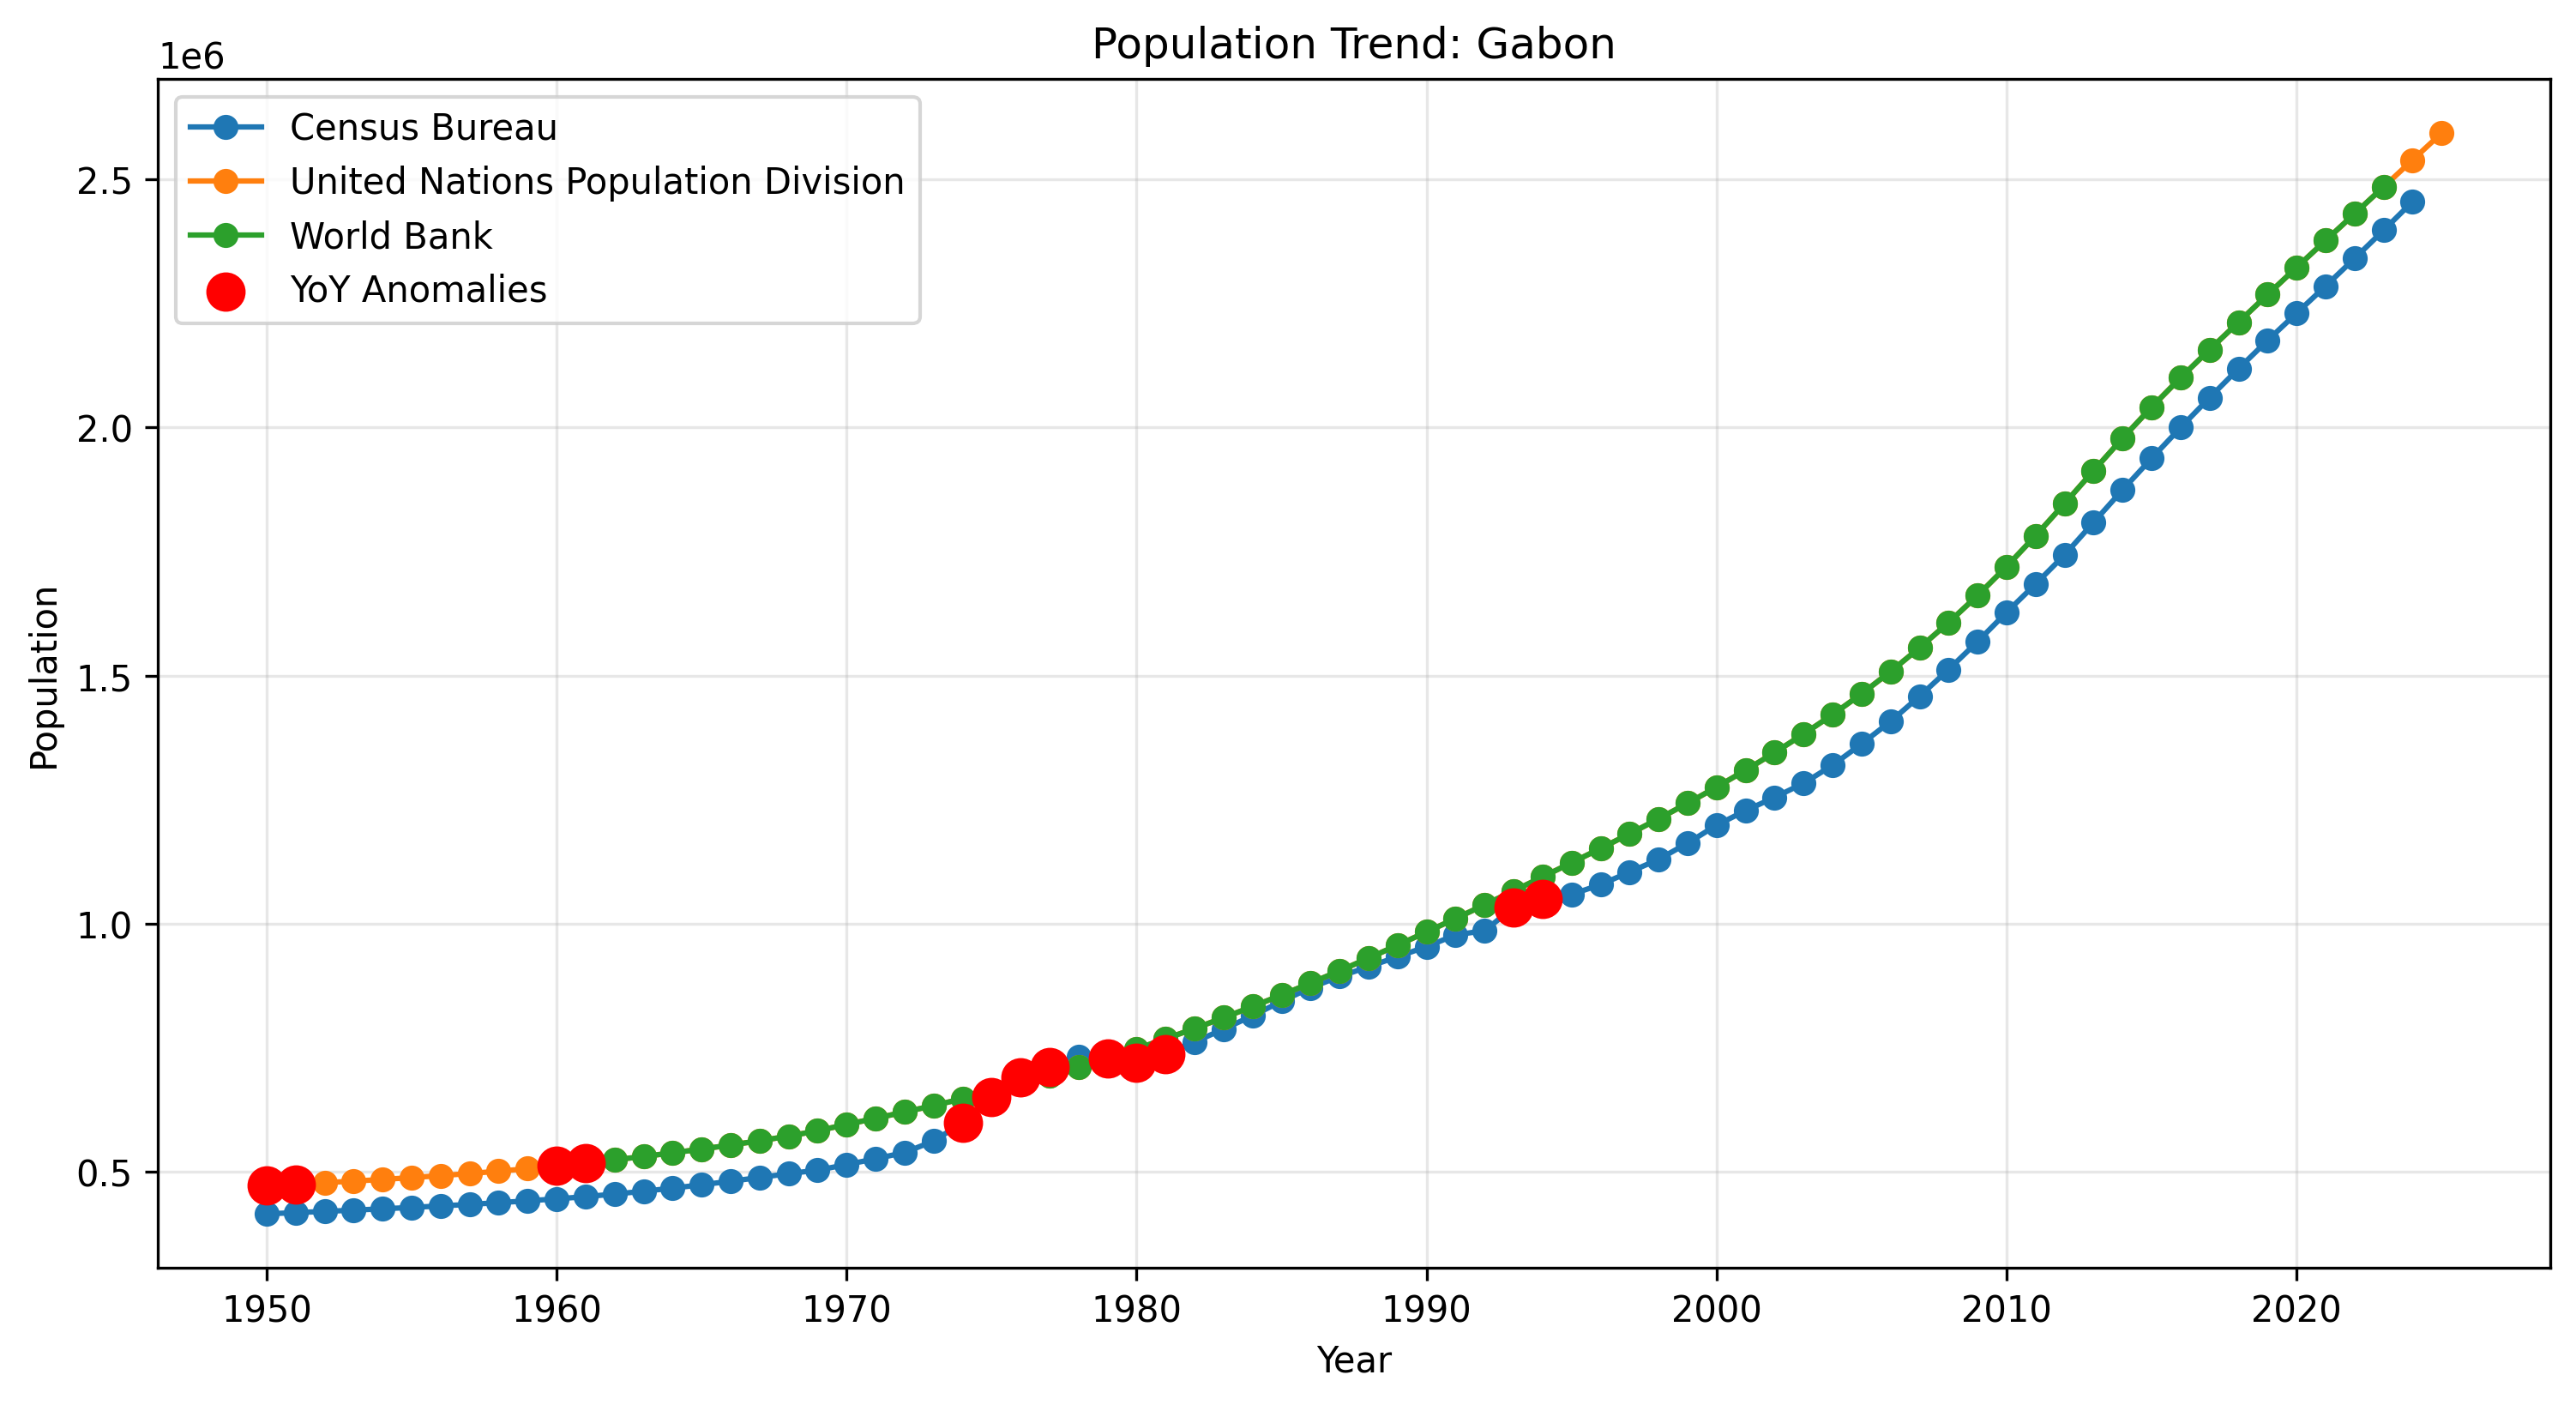 Population Trend: Gabon
1e6
Census Bureau
United Nations Population Division
World Bank
YoY Anomalies
2.5
2.0
1.5
1.0
0.5
Population
1950 1960 1970 1980 1990 2000 2010 2020
Year